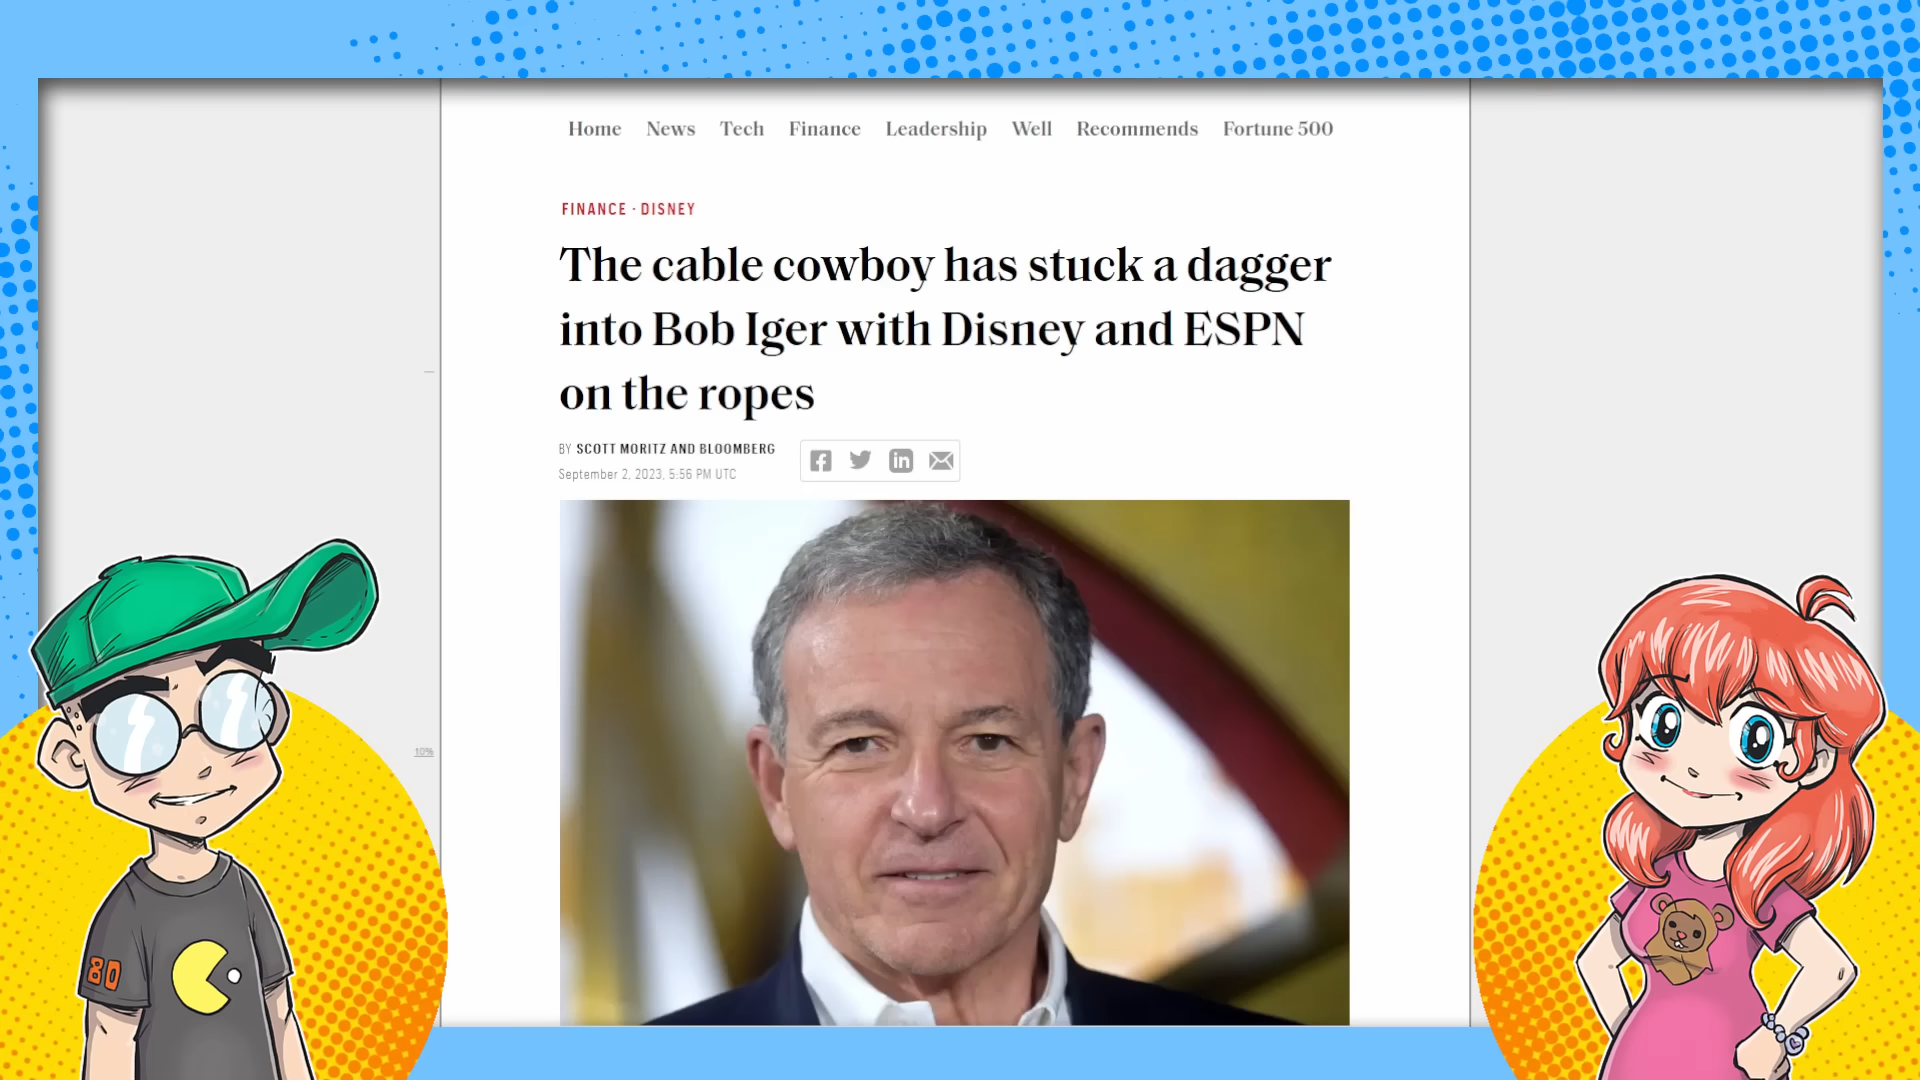 Home News Tech Finance Leadership Well Recommends Fortune 500
FINANCE · DISNEY
The cable cowboy has stuck a dagger
into Bob Iger with Disney and ESPN
on the ropes
BY SCOTT MORITZ AND BLOOMBERG
September 2, 2023, 5:56 PM UTC
in
10%
80